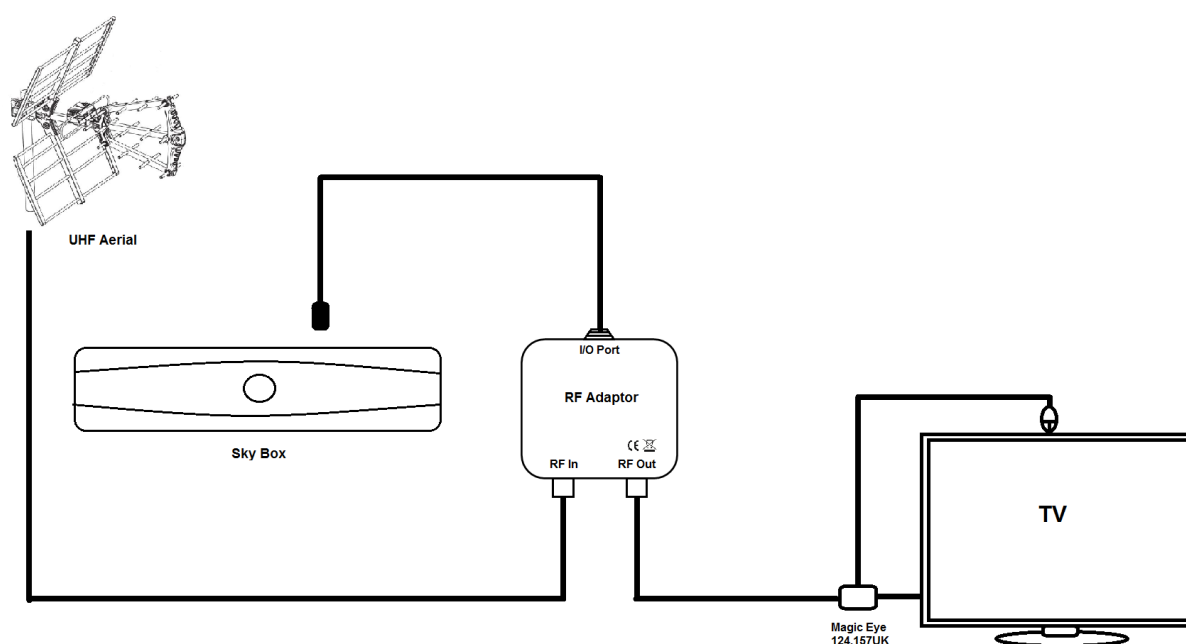 UHF Aerial
I/O Port
RF Adaptor
CE
RF In
RF Out
Sky Box
TV
Magic Eye
124.157UK